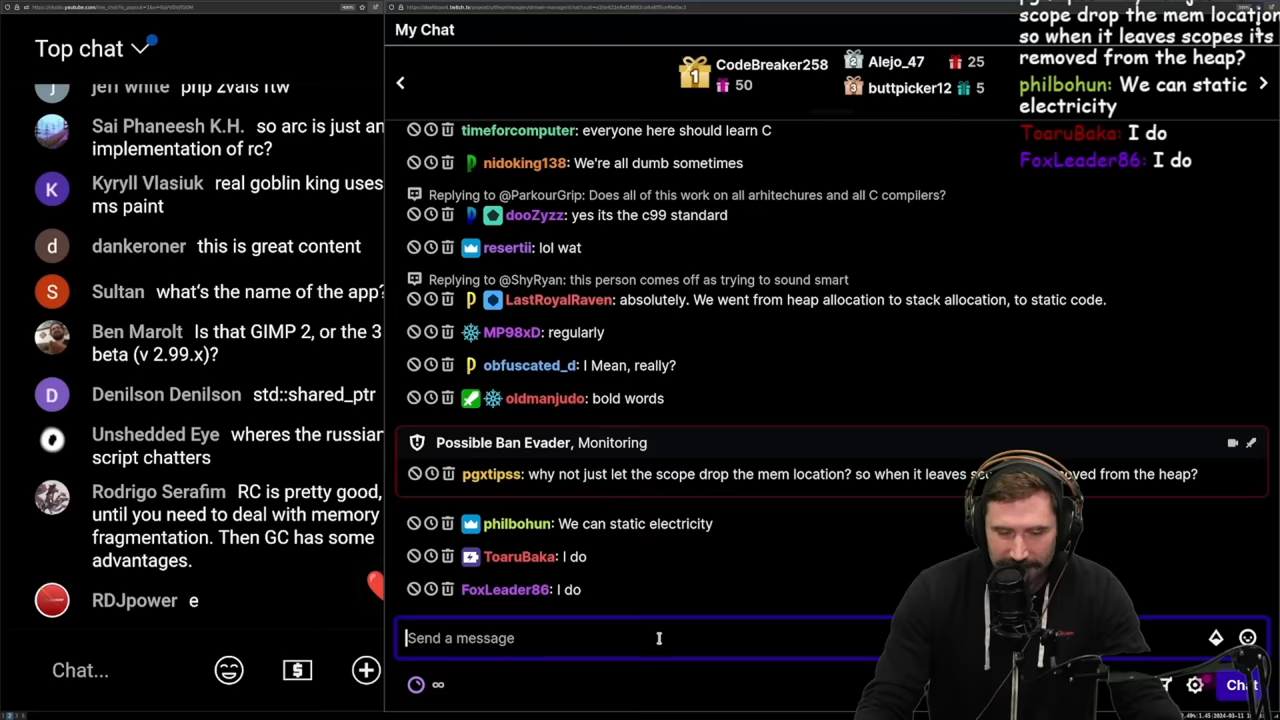 Top chat
jeff white php 2vals ftw
Sai Phaneesh K.H. so arc is just an
implementation of rc?
Kyryll Vlasiuk real goblin king uses
ms paint
dankeroner this is great content
Sultan what's the name of the app?
Ben Marolt Is that GIMP 2, or the 3
beta (v 2.99.x)?
Denilson Denilson std::shared_ptr
Unshedded Eye wheres the russian
script chatters
Rodrigo Serafim RC is pretty good,
until you need to deal with memory
fragmentation. Then GC has some
advantages.
RDJpower e
Chat...
My Chat
1 CodeBreaker258
50
2 Alejo_47 25
3 buttpicker12 5
timeforcomputer: everyone here should learn C
nidoking138: We're all dumb sometimes
Replying to @ParkourGrip: Does all of this work on all arhitechures and all C compilers?
dooZyzz: yes its the c99 standard
resertii: lol wat
Replying to @ShyRyan: this person comes off as trying to sound smart
LastRoyalRaven: absolutely. We went from heap allocation to stack allocation, to static code.
MP98xD: regularly
obfuscated_d: I Mean, really?
oldmanjudo: bold words
Possible Ban Evader, Monitoring
pgxtipss: why not just let the scope drop the mem location? so when it leaves sc moved from the heap?
philbohun: We can static electricity
ToaruBaka: I do
FoxLeader86: I do
Send a message
Chat
scope drop the mem location
so when it leaves scopes its
removed from the heap?
philbohun: We can static
electricity
ToaruBaka: I do
FoxLeader86: I do